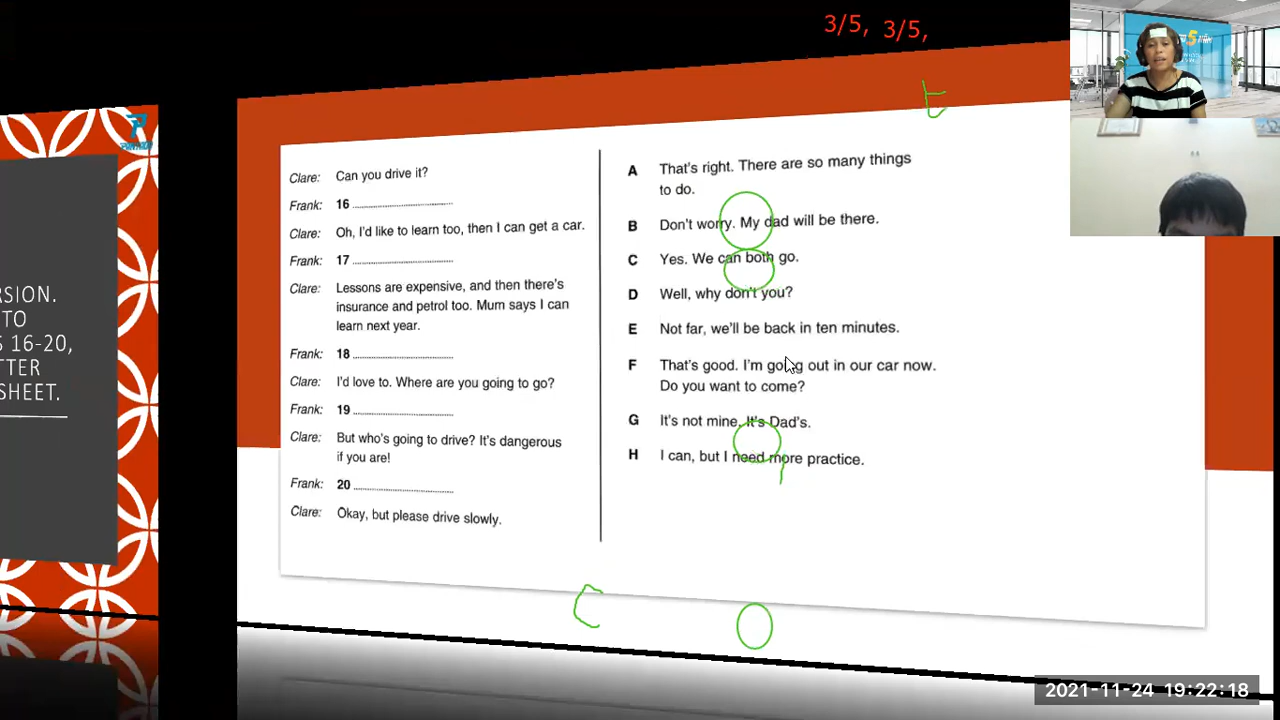 3/5, 3/5,
t
RSION.
TO
S 16-20,
TTER
SHEET.
Clare: Can you drive it?
Frank: 16 ........................................
Clare: Oh, I'd like to learn too, then I can get a car.
Frank: 17 ........................................
Clare: Lessons are expensive, and then there's
insurance and petrol too. Mum says I can
learn next year.
Frank: 18 ........................................
Clare: I'd love to. Where are you going to go?
Frank: 19 ........................................
Clare: But who's going to drive? It's dangerous
if you are!
Frank: 20 ........................................
Clare: Okay, but please drive slowly.
A That's right. There are so many things
to do.
B Don't worry. My dad will be there.
C Yes. We can both go.
D Well, why don't you?
E Not far, we'll be back in ten minutes.
F That's good. I'm going out in our car now.
Do you want to come?
G It's not mine. It's Dad's.
H I can, but I need more practice.
C O
2021-11-24 19:22:18